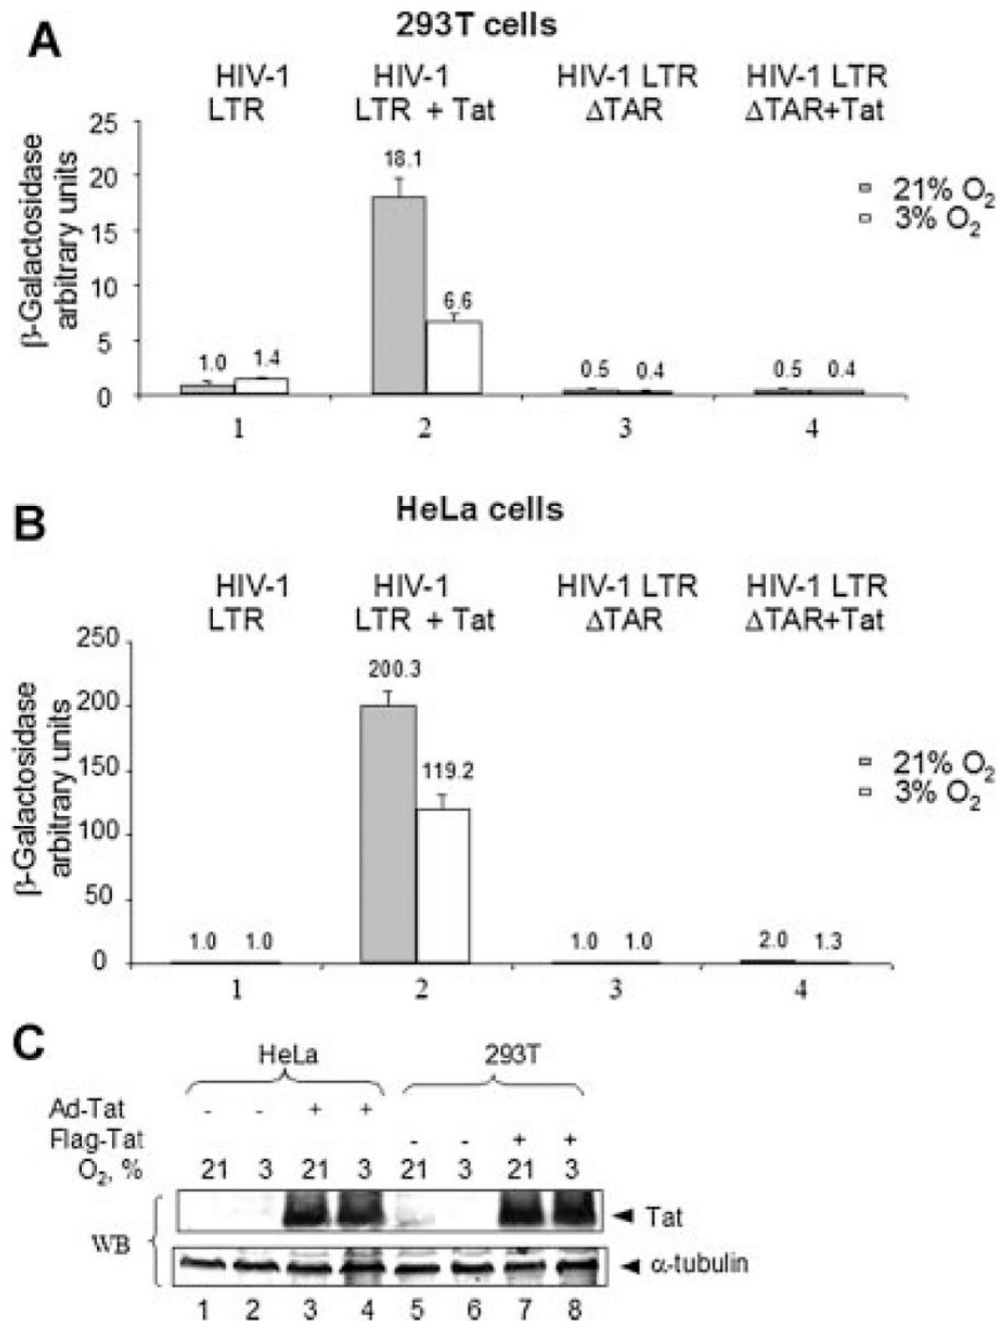 A
293T cells
HIV-1 LTR
HIV-1 LTR + Tat
HIV-1 LTR ΔTAR
HIV-1 LTR ΔTAR+Tat
β-Galactosidase
arbitrary units
25
20
15
10
5
0
1.0 1.4
18.1
6.6
0.5 0.4
0.5 0.4
21% O₂
3% O₂
1 2 3 4
B
HeLa cells
HIV-1 LTR
HIV-1 LTR + Tat
HIV-1 LTR ΔTAR
HIV-1 LTR ΔTAR+Tat
β-Galactosidase
arbitrary units
250
200
150
100
50
0
1.0 1.0
200.3
119.2
1.0 1.0
2.0 1.3
21% O₂
3% O₂
1 2 3 4
C
HeLa 293T
Ad-Tat - - + +
Flag-Tat - - + +
O₂, % 21 3 21 3 21 3 21 3
WB
Tat
α-tubulin
1 2 3 4 5 6 7 8